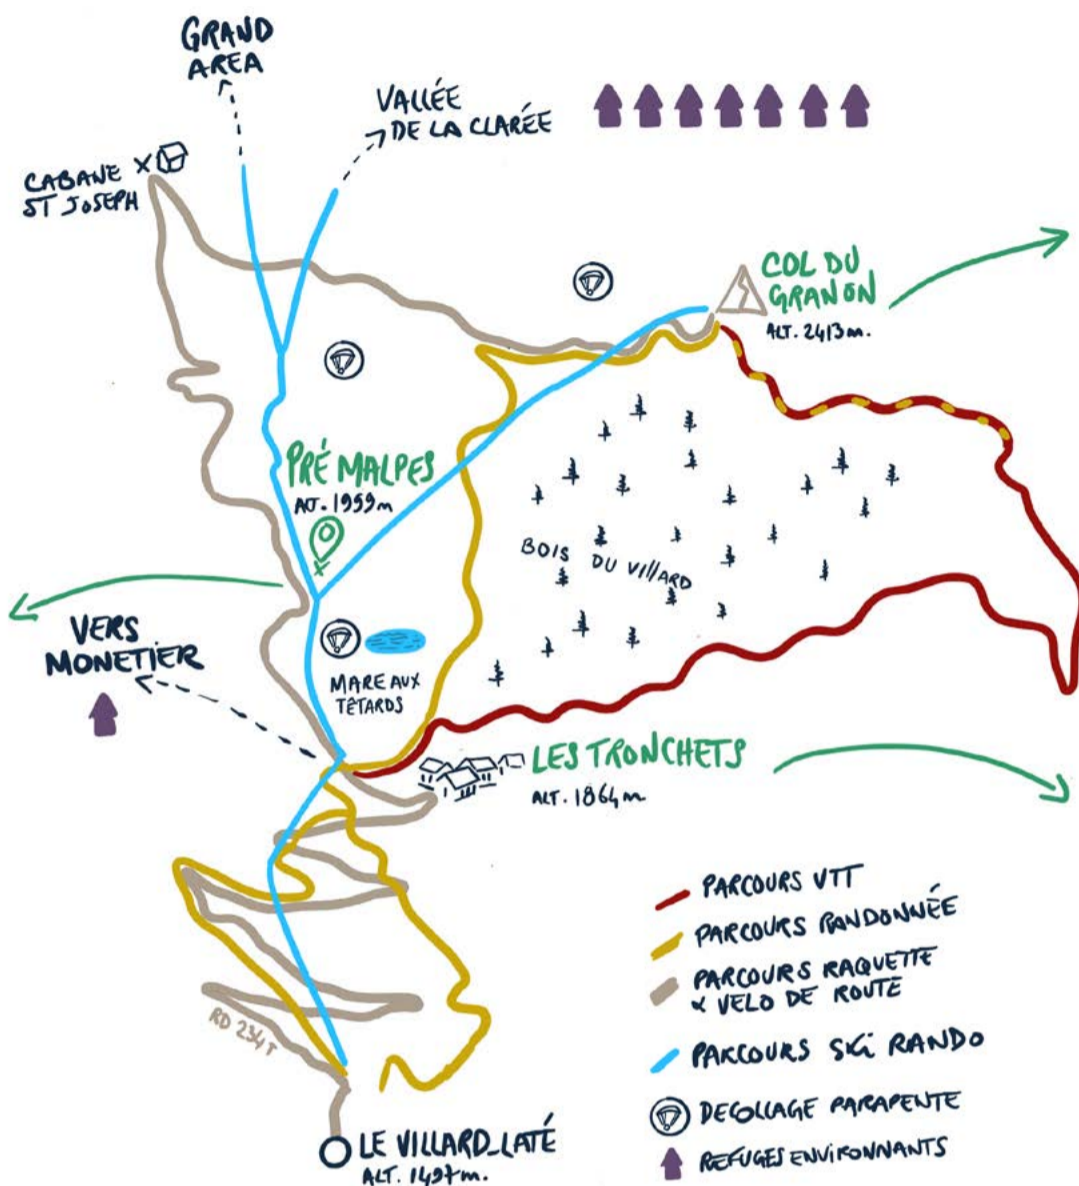 GRAND
AREA
VALLÉE
DE LA CLARÉE
CABANE
ST JOSEPH
COL DU
GRANON
ALT. 2413m.
PRÉ MALPES
ALT. 1959m
BOIS DU VILLARD
VERS
MONETIER
MARE AUX
TÊTARDS
LES TRONCHETS
ALT. 1864m
PARCOURS VTT
PARCOURS RANDONNÉE
PARCOURS RAQUETTE
& VELO DE ROUTE
RD 234T
PARCOURS SKI RANDO
DECOLLAGE PARAPENTE
LE VILLARD_LATÉ
ALT. 1497m.
REFUGES ENVIRONNANTS